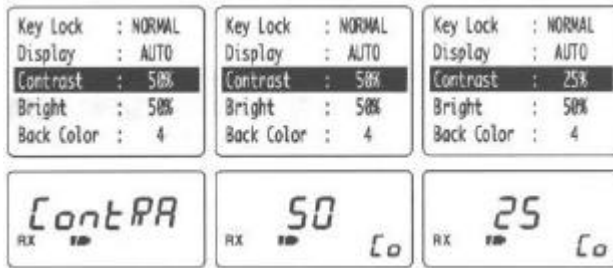 Key Lock : NORMAL
Display : AUTO
Contrast : 50%
Bright : 50%
Back Color : 4
Key Lock : NORMAL
Display : AUTO
Contrast : 50%
Bright : 50%
Back Color : 4
Key Lock : NORMAL
Display : AUTO
Contrast : 25%
Bright : 50%
Back Color : 4
ContRA
RX
50
RX
Co
25
RX
Co